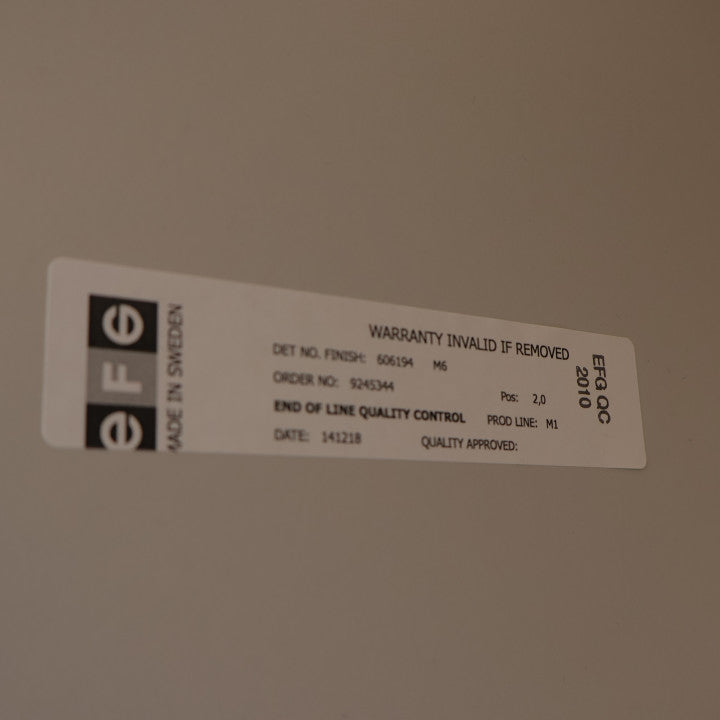 EFG
MADE IN SWEDEN
WARRANTY INVALID IF REMOVED
DET NO. FINISH: 606194 M6
ORDER NO: 9245344
Pos: 2,0
END OF LINE QUALITY CONTROL
PROD LINE: M1
DATE: 141218
QUALITY APPROVED:
EFG QC
2010